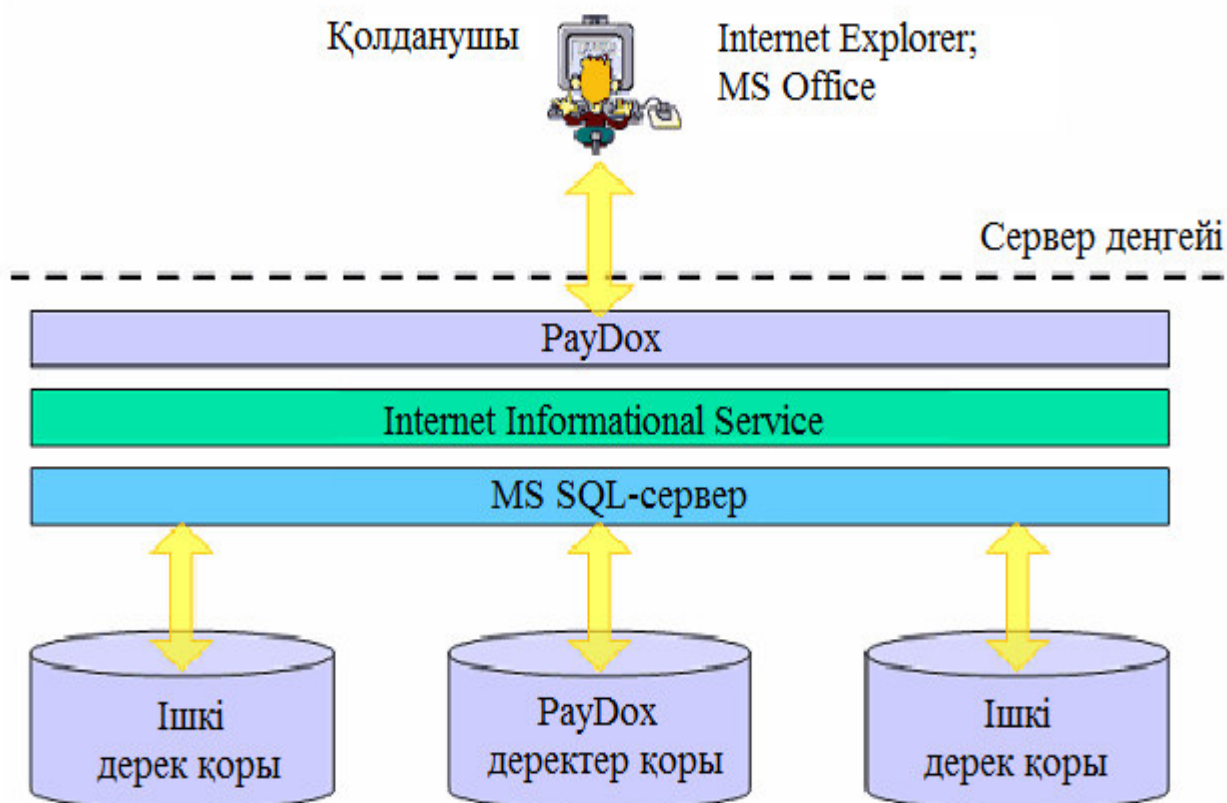 Қолданушы
Internet Explorer;
MS Office
Сервер деңгейі
PayDox
Internet Informational Service
MS SQL-сервер
Ішкі
дерек қоры
PayDox
деректер қоры
Ішкі
дерек қоры